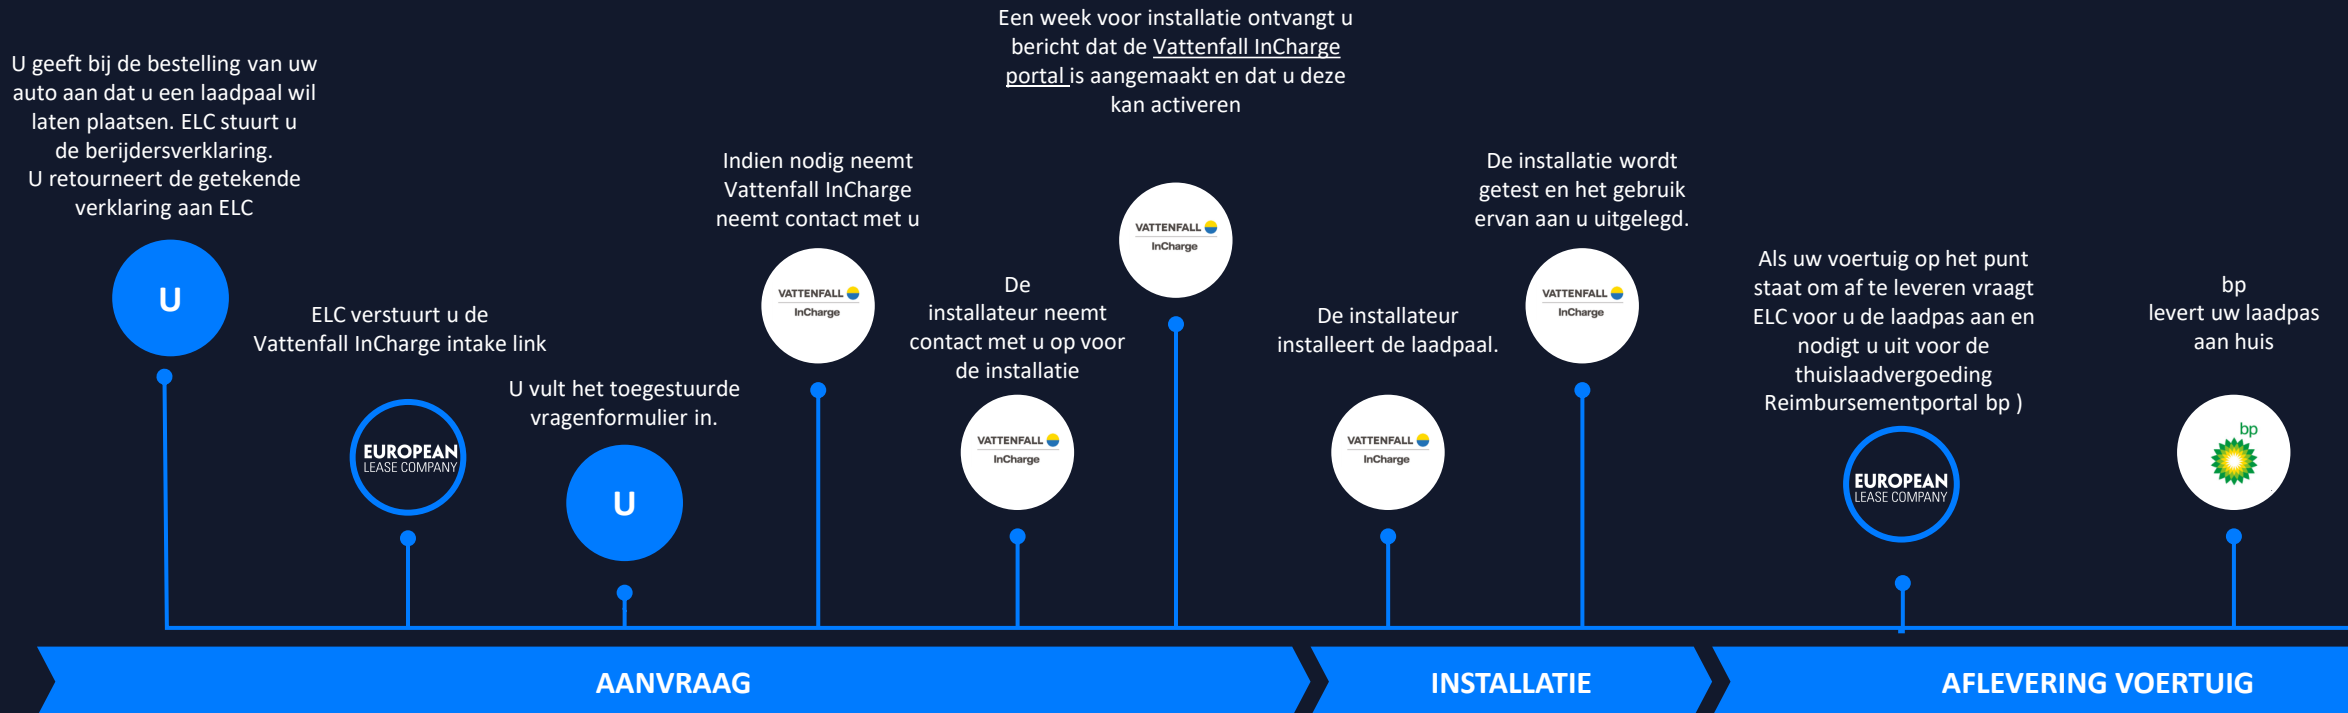 U geeft bij de bestelling van uw
auto aan dat u een laadpaal wil
laten plaatsen. ELC stuurt u
de berijdersverklaring.
U retourneert de getekende
verklaring aan ELC
U
ELC verstuurt u de
Vattenfall InCharge intake link
EUROPEAN
LEASE COMPANY
U vult het toegestuurde
vragenformulier in.
U
Indien nodig neemt
Vattenfall InCharge
neemt contact met u
VATTENFALL
InCharge
De
installateur neemt
contact met u op voor
de installatie
VATTENFALL
InCharge
Een week voor installatie ontvangt u
bericht dat de Vattenfall InCharge
portal is aangemaakt en dat u deze
kan activeren
VATTENFALL
InCharge
De installateur
installeert de laadpaal.
VATTENFALL
InCharge
De installatie wordt
getest en het gebruik
ervan aan u uitgelegd.
VATTENFALL
InCharge
Als uw voertuig op het punt
staat om af te leveren vraagt
ELC voor u de laadpas aan en
nodigt u uit voor de
thuislaadvergoeding
Reimbursementportal bp )
EUROPEAN
LEASE COMPANY
bp
levert uw laadpas
aan huis
bp
AANVRAAG
INSTALLATIE
AFLEVERING VOERTUIG